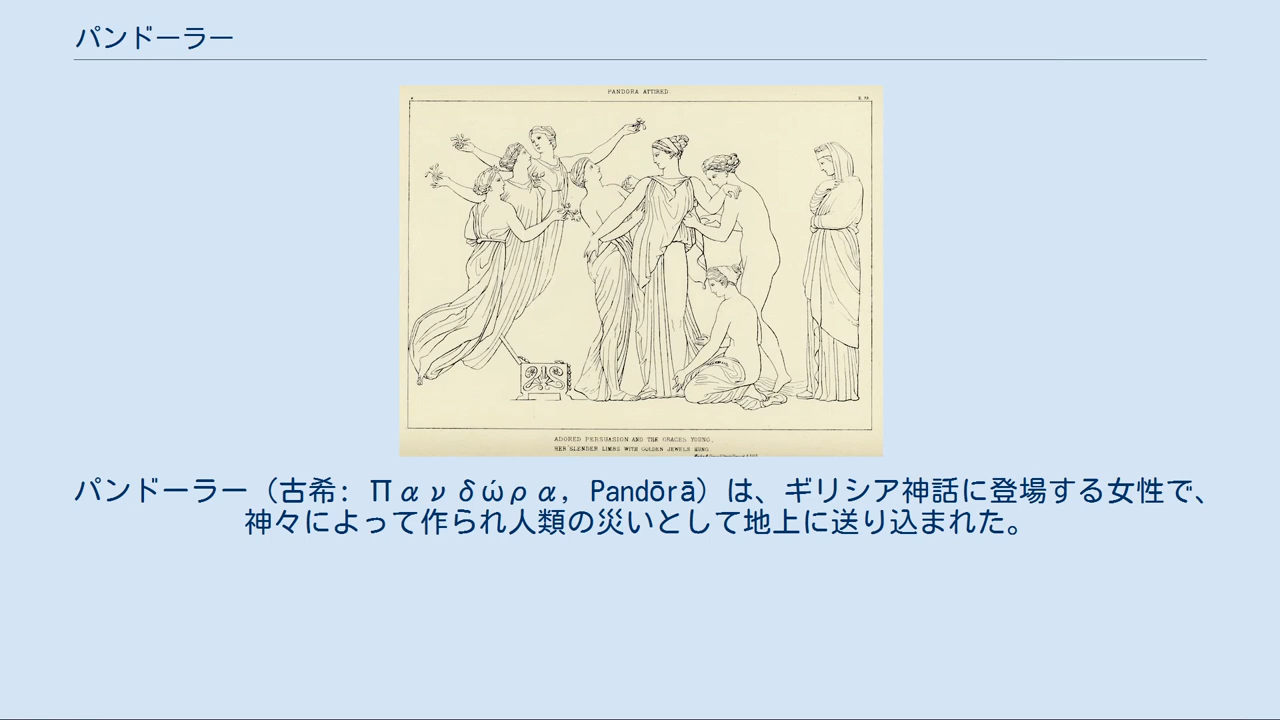 パンドーラー
PANDORA ATTIRED
ADORED PERSUASION AND THE GRACES YOUNG,
HER SLENDER LIMBS WITH GOLDEN JEWELS HUNG
パンドーラー（古希: Πανδώρα, Pandōrā）は、ギリシア神話に登場する女性で、
神々によって作られ人類の災いとして地上に送り込まれた。